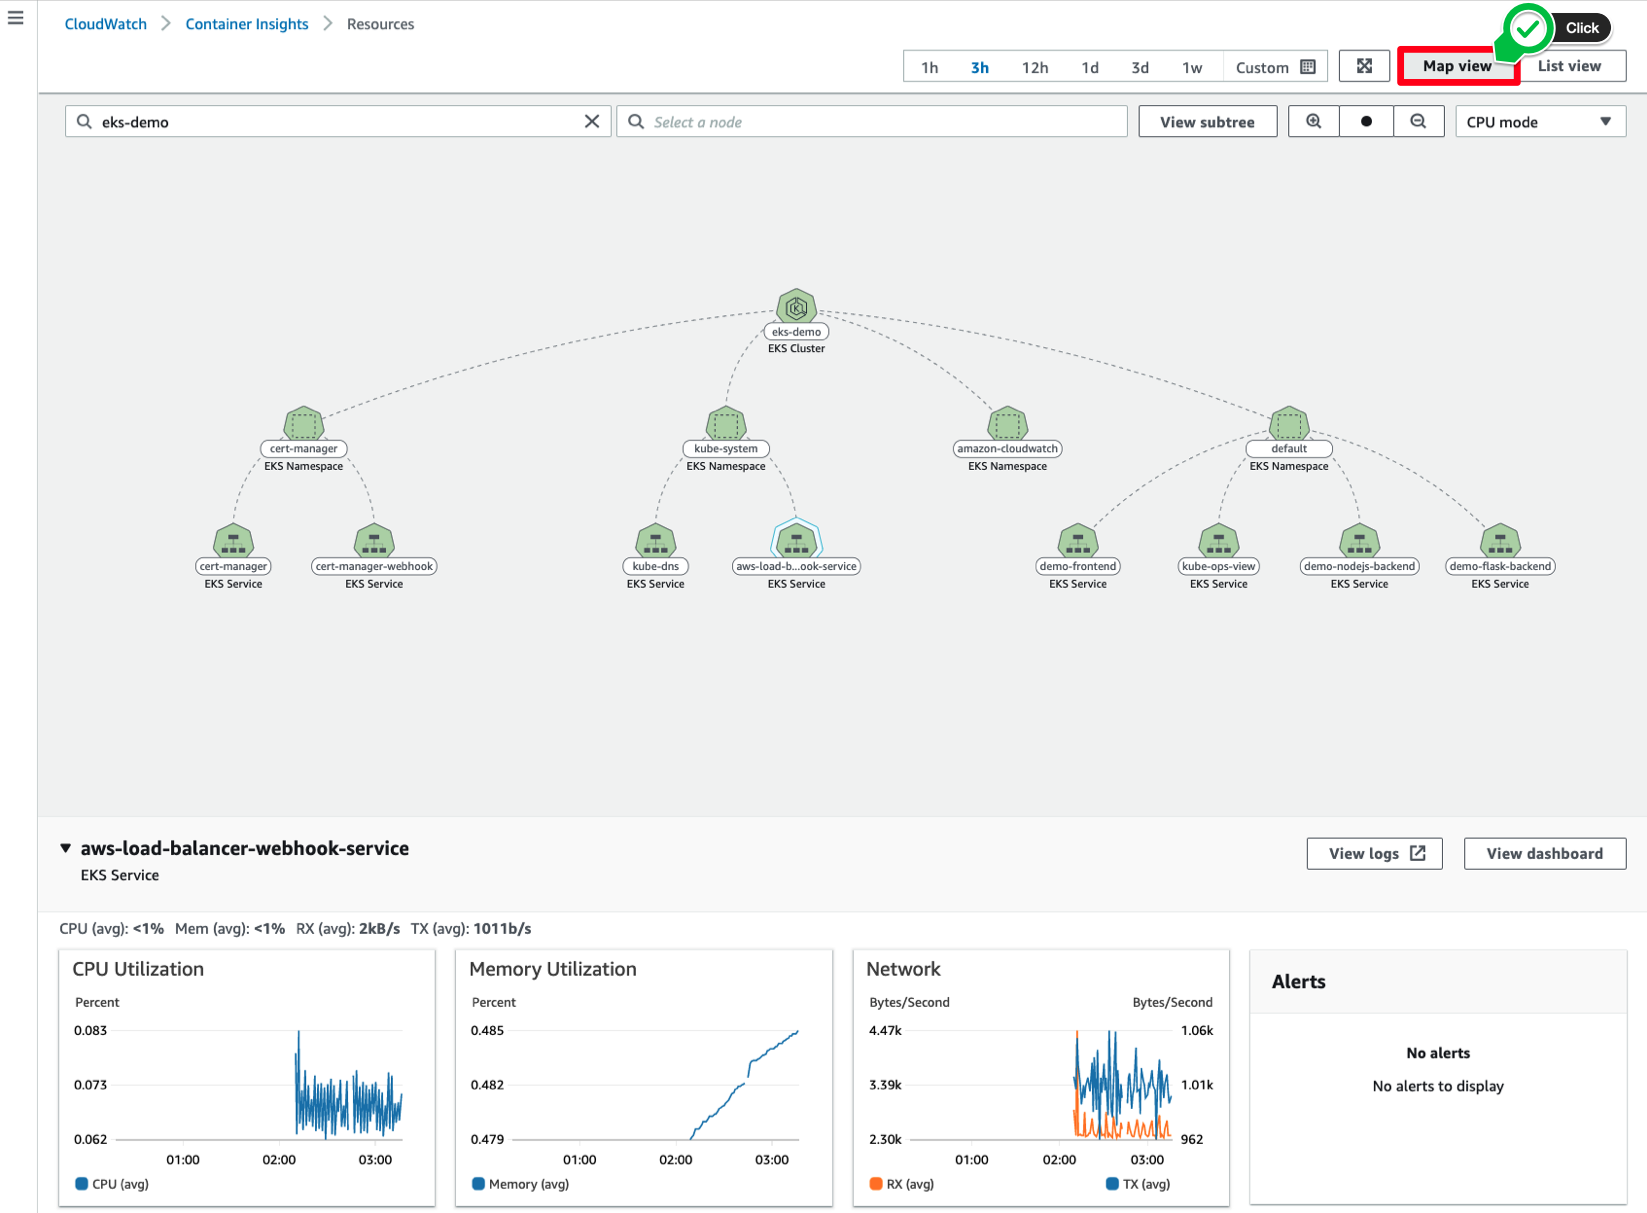 CloudWatch > Container Insights > Resources
Click
1h 3h 12h 1d 3d 1w Custom
Map view List view
eks-demo
Select a node
View subtree
CPU mode
eks-demo
EKS Cluster
cert-manager
EKS Namespace
kube-system
EKS Namespace
amazon-cloudwatch
EKS Namespace
default
EKS Namespace
cert-manager
EKS Service
cert-manager-webhook
EKS Service
kube-dns
EKS Service
aws-load-b...ook-service
EKS Service
demo-frontend
EKS Service
kube-ops-view
EKS Service
demo-nodejs-backend
EKS Service
demo-flask-backend
EKS Service
aws-load-balancer-webhook-service
EKS Service
View logs
View dashboard
CPU (avg): <1% Mem (avg): <1% RX (avg): 2kB/s TX (avg): 1011b/s
CPU Utilization
Percent
0.083
0.073
0.062
01:00 02:00 03:00
CPU (avg)
Memory Utilization
Percent
0.485
0.482
0.479
01:00 02:00 03:00
Memory (avg)
Network
Bytes/Second Bytes/Second
4.47k 1.06k
3.39k 1.01k
2.30k 962
01:00 02:00 03:00
RX (avg) TX (avg)
Alerts
No alerts
No alerts to display